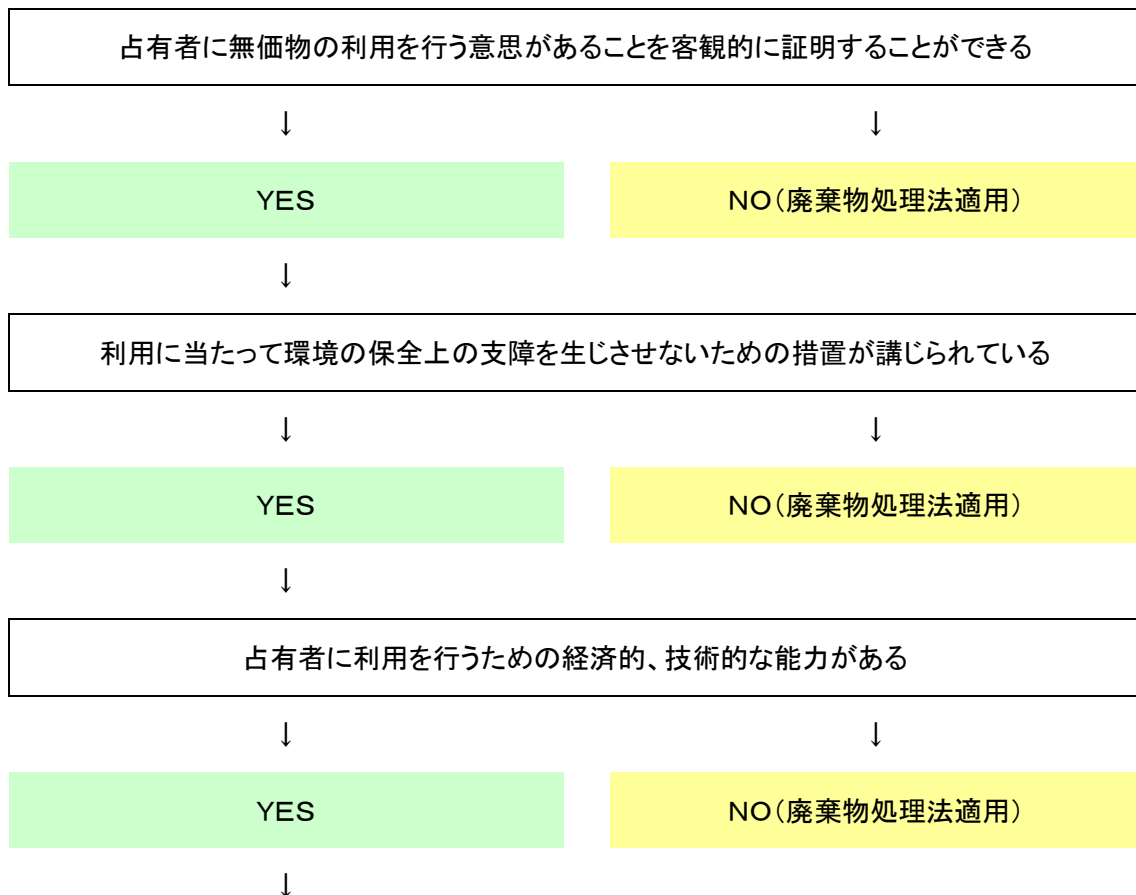 占有者に無価物の利用を行う意思があることを客観的に証明することができる
↓ ↓
YES NO(廃棄物処理法適用)
↓
利用に当たって環境の保全上の支障を生じさせないための措置が講じられている
↓ ↓
YES NO(廃棄物処理法適用)
↓
占有者に利用を行うための経済的、技術的な能力がある
↓ ↓
YES NO(廃棄物処理法適用)
↓